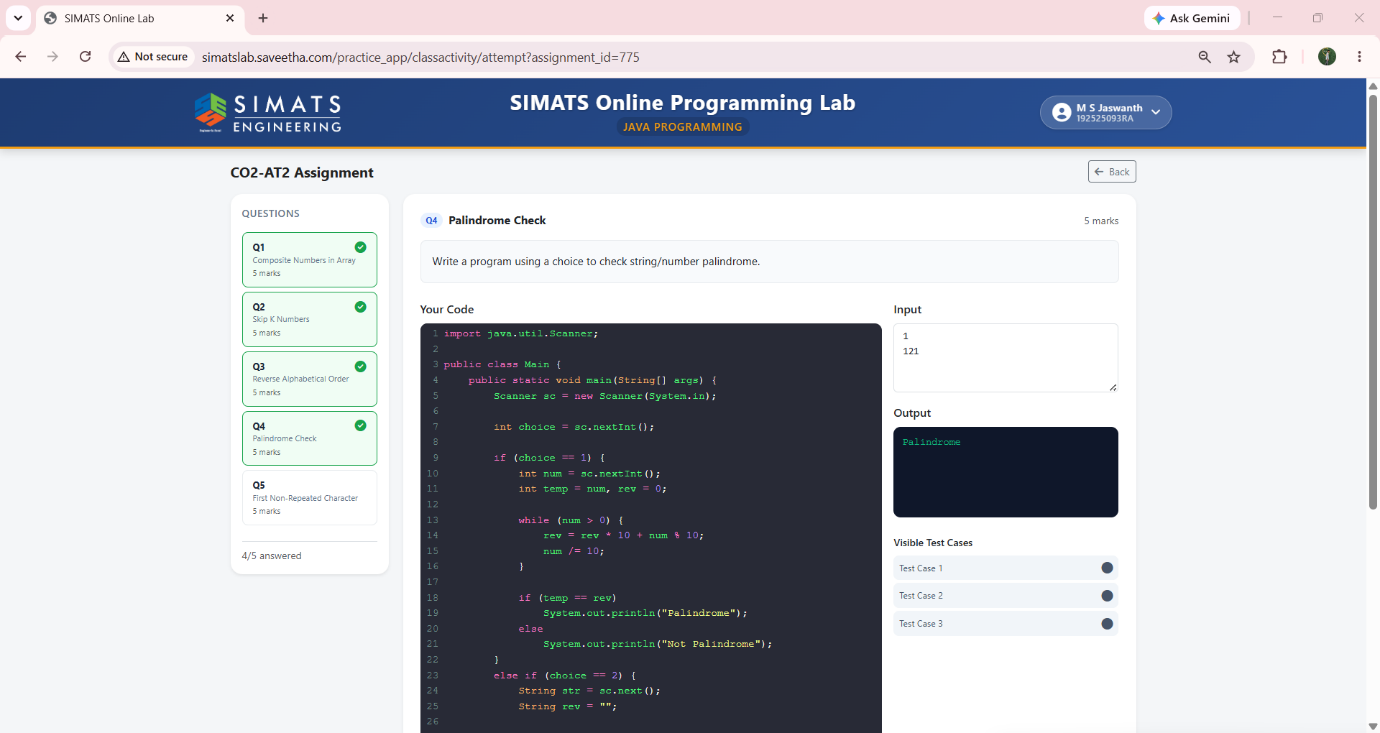 SIMATS Online Lab
Ask Gemini
Not secure
simatslab.saveetha.com/practice_app/classactivity/attempt?assignment_id=775
SIMATS
ENGINEERING
SIMATS Online Programming Lab
JAVA PROGRAMMING
M S Jaswanth
192525093RA
CO2-AT2 Assignment
Back
QUESTIONS
Q1
Composite Numbers in Array
5 marks
Q2
Skip K Numbers
5 marks
Q3
Reverse Alphabetical Order
5 marks
Q4
Palindrome Check
5 marks
Q5
First Non-Repeated Character
5 marks
4/5 answered
Q4 Palindrome Check
5 marks
Write a program using a choice to check string/number palindrome.
Your Code
1 import java.util.Scanner;
2
3 public class Main {
4     public static void main(String[] args) {
5         Scanner sc = new Scanner(System.in);
6
7         int choice = sc.nextInt();
8
9         if (choice == 1) {
10             int num = sc.nextInt();
11             int temp = num, rev = 0;
12
13             while (num > 0) {
14                 rev = rev * 10 + num % 10;
15                 num /= 10;
16             }
17
18             if (temp == rev)
19                 System.out.println("Palindrome");
20             else
21                 System.out.println("Not Palindrome");
22         }
23         else if (choice == 2) {
24             String str = sc.next();
25             String rev = "";
26
Input
1
121
Output
Palindrome
Visible Test Cases
Test Case 1
Test Case 2
Test Case 3